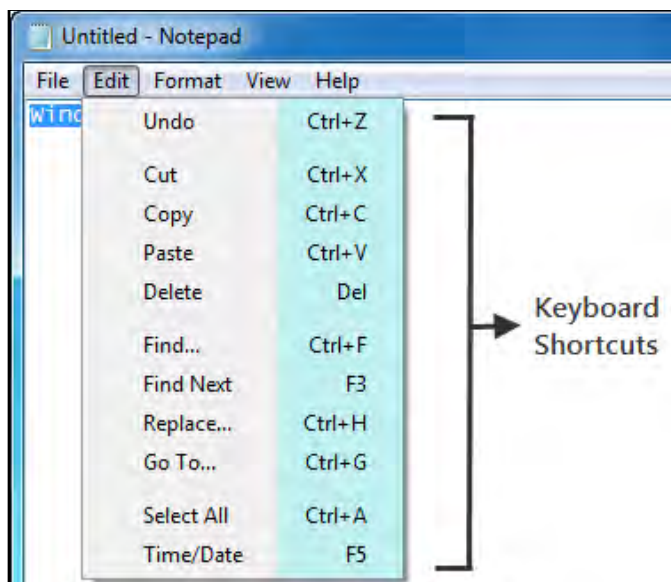 Untitled - Notepad
File Edit Format View Help
Undo Ctrl+Z
Cut Ctrl+X
Copy Ctrl+C
Paste Ctrl+V
Delete Del
Find... Ctrl+F
Find Next F3
Replace... Ctrl+H
Go To... Ctrl+G
Select All Ctrl+A
Time/Date F5
Keyboard
Shortcuts